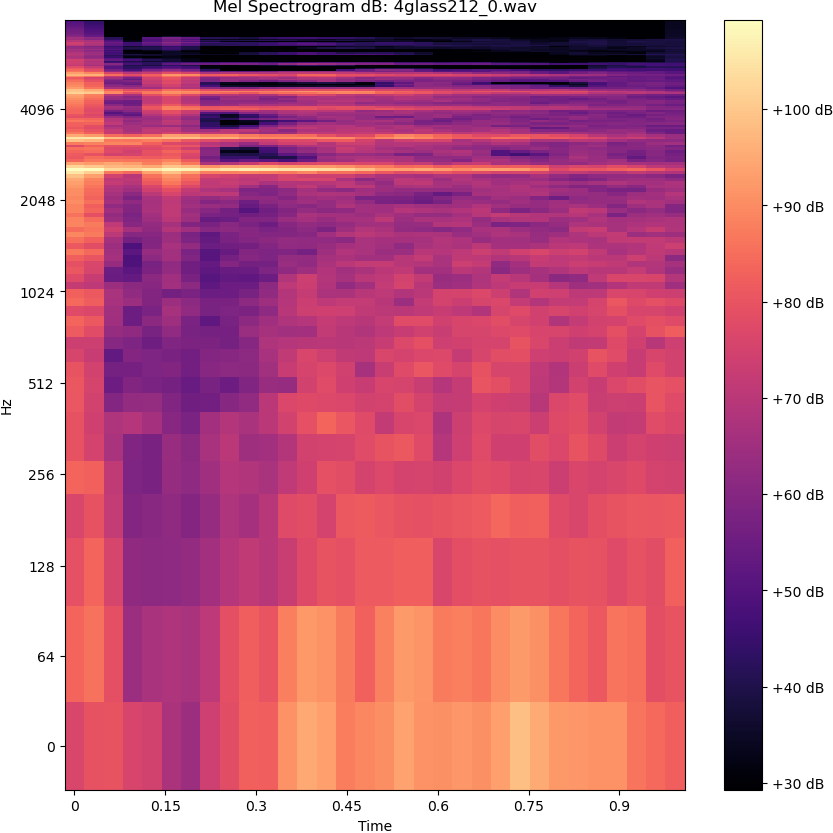 Mel Spectrogram dB: 4glass212_0.wav
Hz
4096
2048
1024
512
256
128
64
0
0 0.15 0.3 0.45 0.6 0.75 0.9
Time
+100 dB
+90 dB
+80 dB
+70 dB
+60 dB
+50 dB
+40 dB
+30 dB